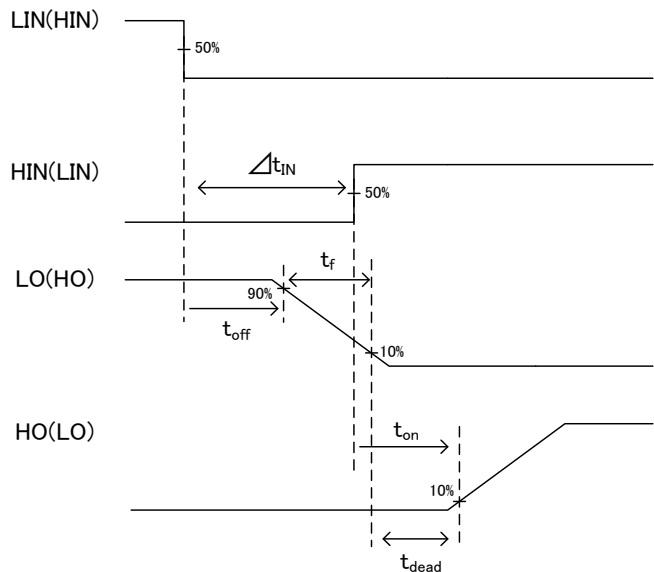 LIN(HIN)
50%
⊿tIN
HIN(LIN)
50%
LO(HO)
tf
90%
toff
10%
HO(LO)
ton
10%
tdead